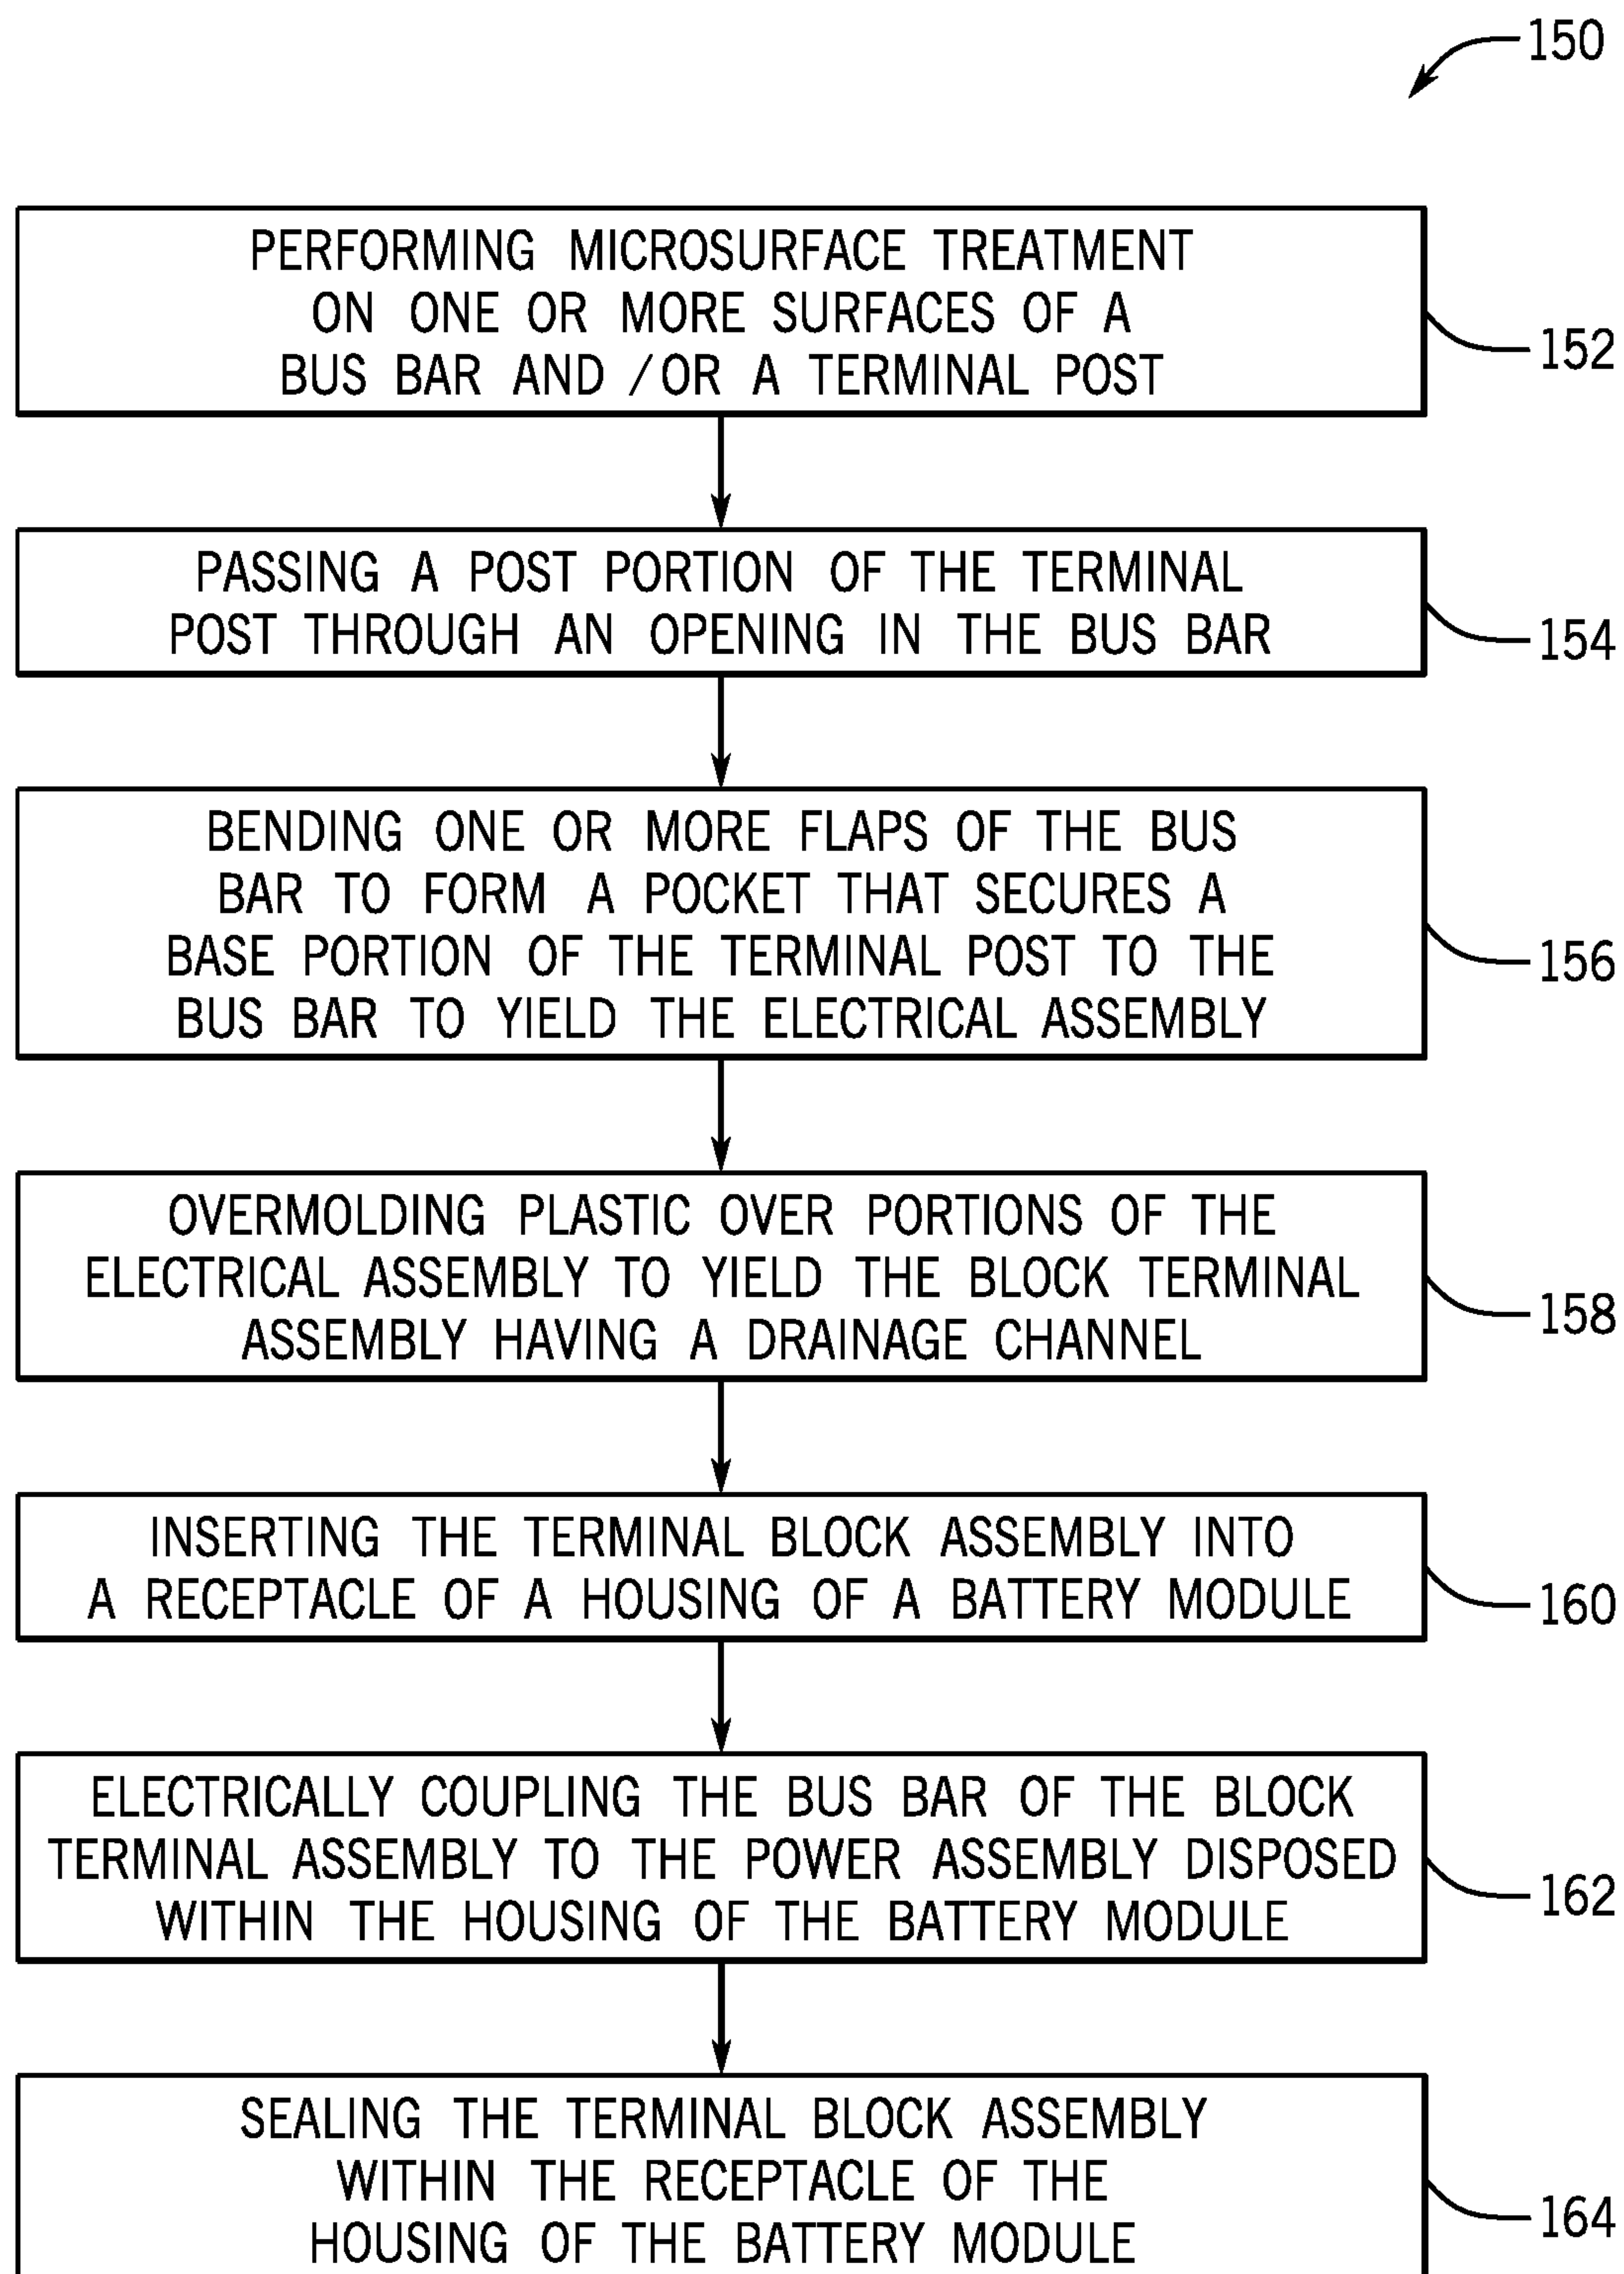 150
PERFORMING MICROSURFACE TREATMENT
ON ONE OR MORE SURFACES OF A
BUS BAR AND /OR A TERMINAL POST
152
PASSING A POST PORTION OF THE TERMINAL
POST THROUGH AN OPENING IN THE BUS BAR
154
BENDING ONE OR MORE FLAPS OF THE BUS
BAR TO FORM A POCKET THAT SECURES A
BASE PORTION OF THE TERMINAL POST TO THE
BUS BAR TO YIELD THE ELECTRICAL ASSEMBLY
156
OVERMOLDING PLASTIC OVER PORTIONS OF THE
ELECTRICAL ASSEMBLY TO YIELD THE BLOCK TERMINAL
ASSEMBLY HAVING A DRAINAGE CHANNEL
158
INSERTING THE TERMINAL BLOCK ASSEMBLY INTO
A RECEPTACLE OF A HOUSING OF A BATTERY MODULE
160
ELECTRICALLY COUPLING THE BUS BAR OF THE BLOCK
TERMINAL ASSEMBLY TO THE POWER ASSEMBLY DISPOSED
WITHIN THE HOUSING OF THE BATTERY MODULE
162
SEALING THE TERMINAL BLOCK ASSEMBLY
WITHIN THE RECEPTACLE OF THE
HOUSING OF THE BATTERY MODULE
164